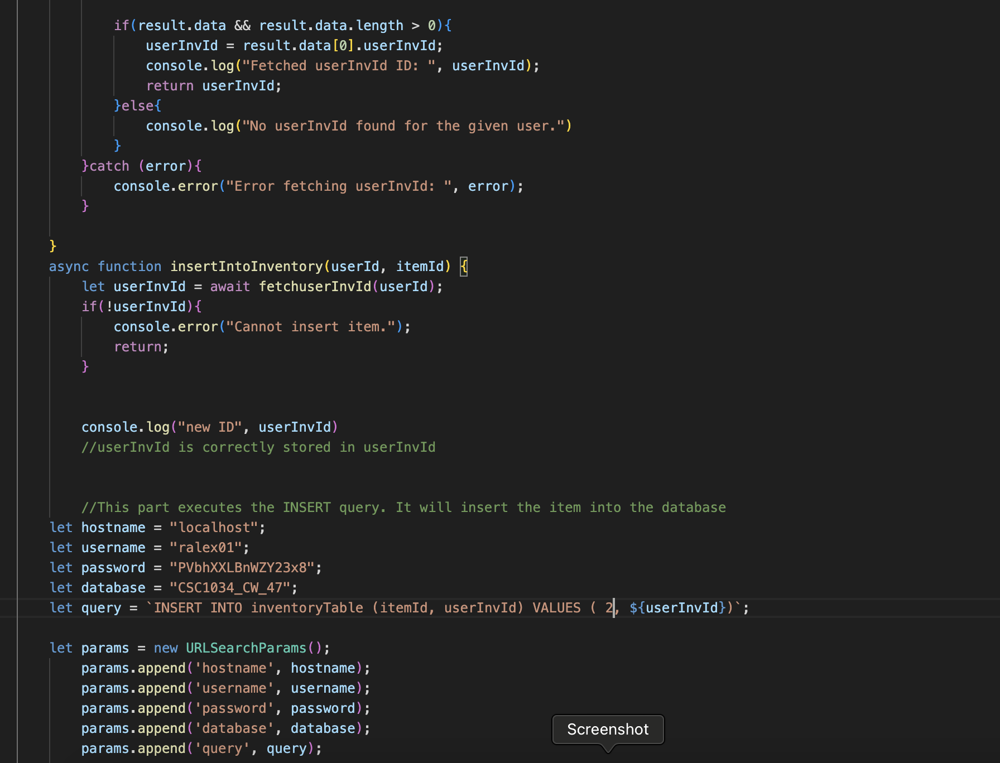 if(result.data && result.data.length > 0){
userInvId = result.data[0].userInvId;
console.log("Fetched userInvId ID: ", userInvId);
return userInvId;
}else{
console.log("No userInvId found for the given user.")
}
}catch (error){
console.error("Error fetching userInvId: ", error);
}
}
async function insertIntoInventory(userId, itemId) {
let userInvId = await fetchuserInvId(userId);
if(!userInvId){
console.error("Cannot insert item.");
return;
}
console.log("new ID", userInvId)
//userInvId is correctly stored in userInvId
//This part executes the INSERT query. It will insert the item into the database
let hostname = "localhost";
let username = "ralex01";
let password = "PVbhXXLBnWZY23x8";
let database = "CSC1034_CW_47";
let query = `INSERT INTO inventoryTable (itemId, userInvId) VALUES ( 2, ${userInvId})`;
let params = new URLSearchParams();
params.append('hostname', hostname);
params.append('username', username);
params.append('password', password);
params.append('database', database);
params.append('query', query);
Screenshot